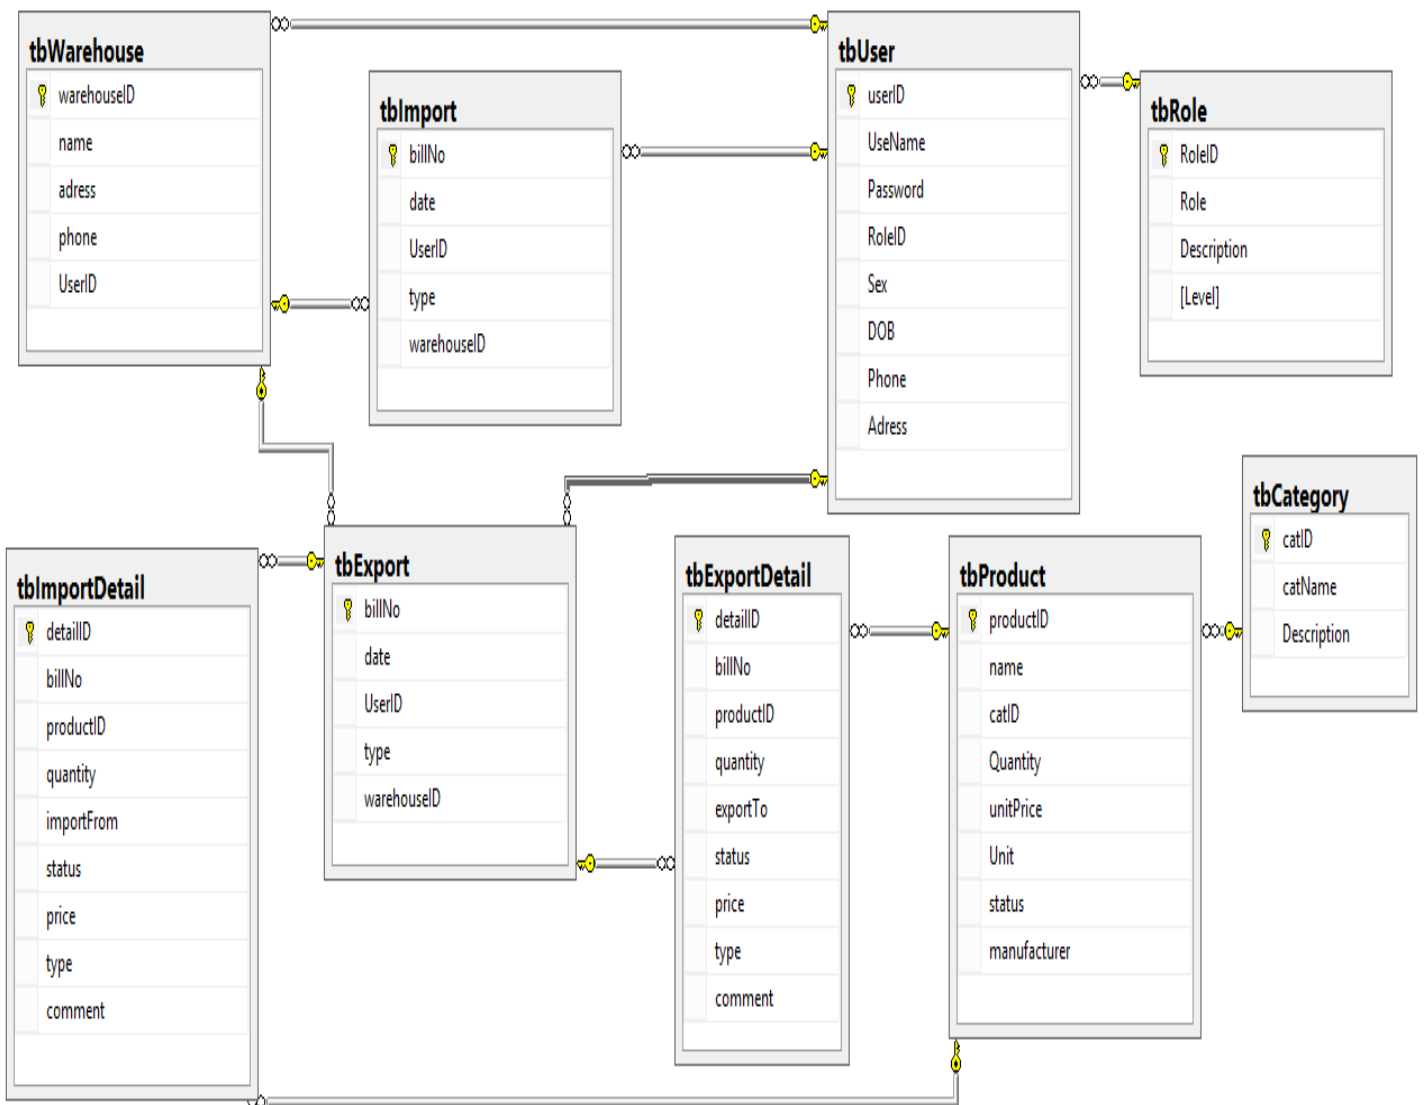 tbWarehouse
warehouseID
name
adress
phone
UserID
tbImport
billNo
date
UserID
type
warehouseID
tbUser
userID
UseName
Password
RoleID
Sex
DOB
Phone
Adress
tbRole
RoleID
Role
Description
[Level]
tbCategory
catID
catName
Description
tbImportDetail
detailID
billNo
productID
quantity
importFrom
status
price
type
comment
tbExport
billNo
date
UserID
type
warehouseID
tbExportDetail
detailID
billNo
productID
quantity
exportTo
status
price
type
comment
tbProduct
productID
name
catID
Quantity
unitPrice
Unit
status
manufacturer